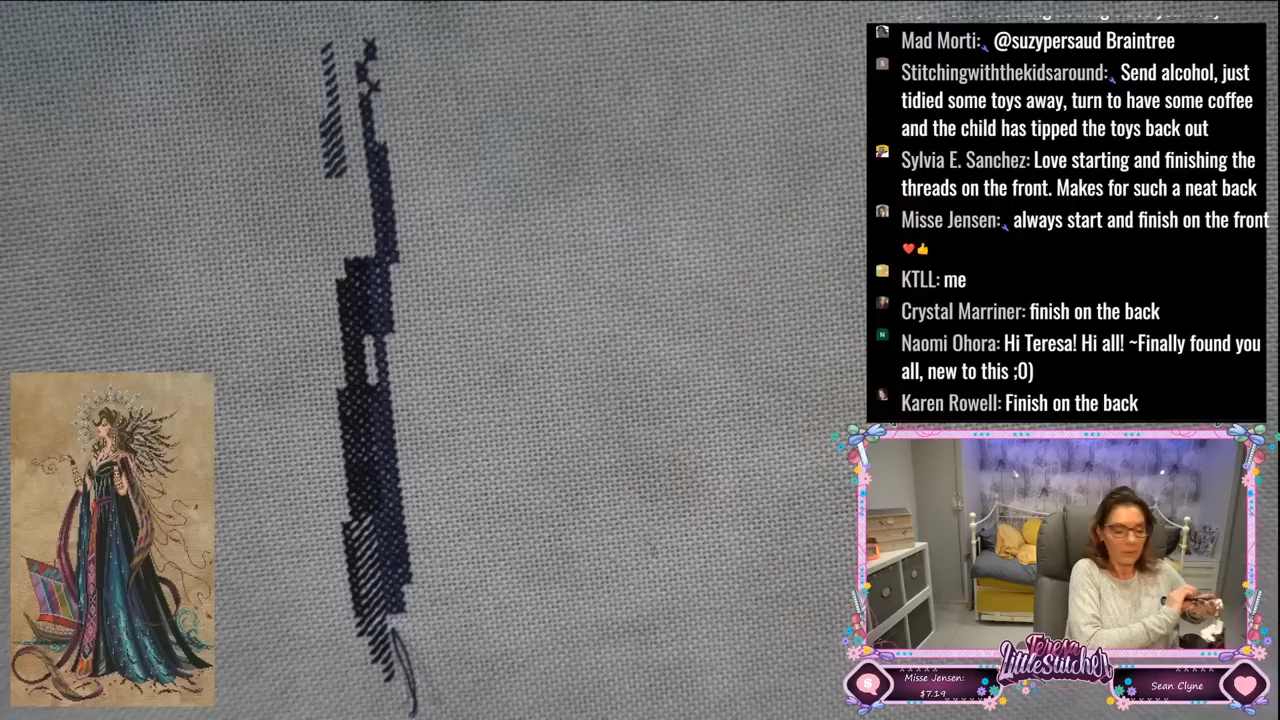 Mad Morti: @suzypersaud Braintree
Stitchingwiththekidsaround: Send alcohol, just
tidied some toys away, turn to have some coffee
and the child has tipped the toys back out
Sylvia E. Sanchez: Love starting and finishing the
threads on the front. Makes for such a neat back
Misse Jensen: always start and finish on the front
❤️👍
KTLL: me
Crystal Marriner: finish on the back
Naomi Ohora: Hi Teresa! Hi all! ~Finally found you
all, new to this ;O)
Karen Rowell: Finish on the back
Teresa
LittleStitcher
Misse Jensen:
$7.19
Sean Clyne